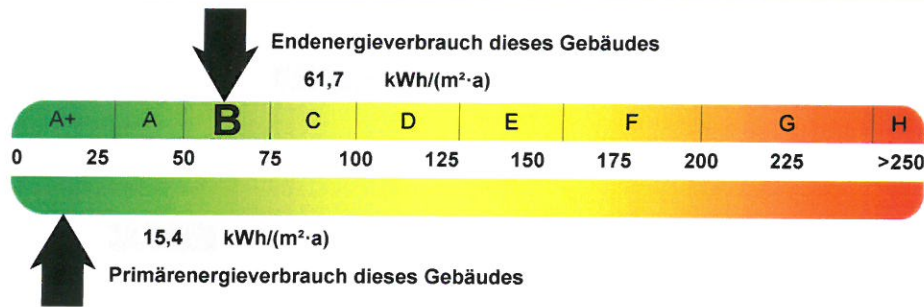 Endenergieverbrauch dieses Gebäudes
61,7 kWh/(m²·a)
A+ A B C D E F G H
0 25 50 75 100 125 150 175 200 225 >250
15,4 kWh/(m²·a)
Primärenergieverbrauch dieses Gebäudes